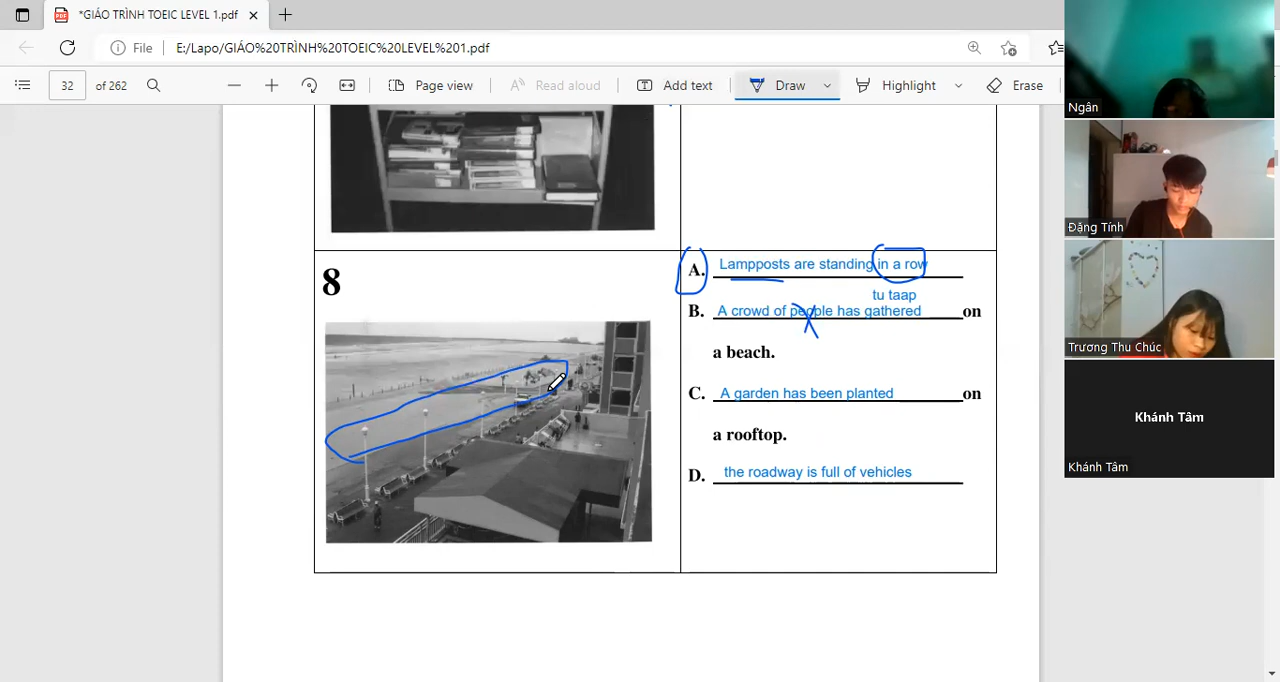 *GIÁO TRÌNH TOEIC LEVEL 1.pdf
File E:/Lapo/GIÁO%20TRÌNH%20TOEIC%20LEVEL%201.pdf
32 of 262 Page view Read aloud Add text Draw Highlight Erase
Ngân
Đặng Tính
Trương Thu Chúc
Khánh Tâm
Khánh Tâm
8
A. Lampposts are standing in a row
tu taap
B. A crowd of people has gathered on
a beach.
C. A garden has been planted on
a rooftop.
D. the roadway is full of vehicles